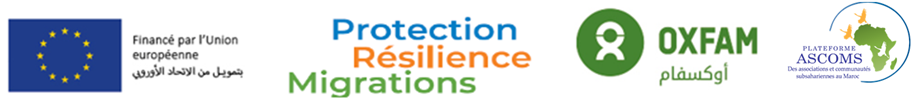 Financé par l'Union
européenne
بتمويل من الاتحاد الأوروبي
Protection
Résilience
Migrations
OXFAM
أوكسفام
PLATEFORME
ASCOMS
Des associations et communautés
subsahariennes au Maroc